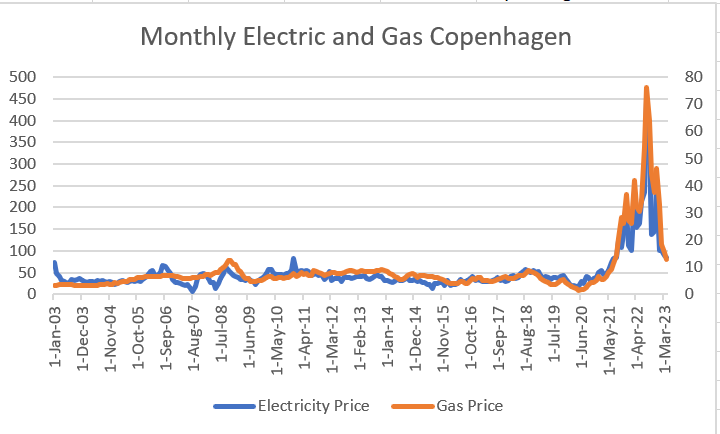 Monthly Electric and Gas Copenhagen
500
450
400
350
300
250
200
150
100
50
0
80
70
60
50
40
30
20
10
0
1-Jan-03
1-Dec-03
1-Nov-04
1-Oct-05
1-Sep-06
1-Aug-07
1-Jul-08
1-Jun-09
1-May-10
1-Apr-11
1-Mar-12
1-Feb-13
1-Jan-14
1-Dec-14
1-Nov-15
1-Oct-16
1-Sep-17
1-Aug-18
1-Jul-19
1-Jun-20
1-May-21
1-Apr-22
1-Mar-23
Electricity Price
Gas Price